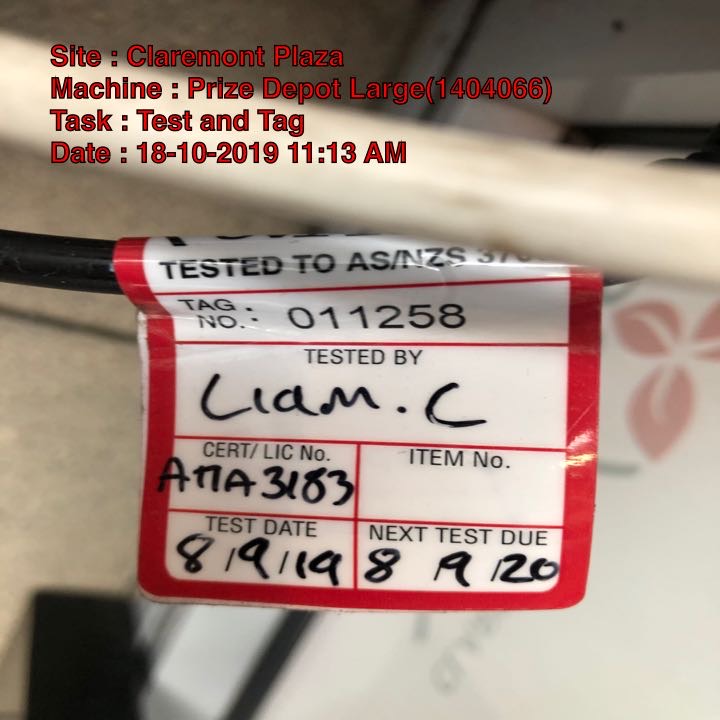 Site : Claremont Plaza
Machine : Prize Depot Large(1404066)
Task : Test and Tag
Date : 18-10-2019 11:13 AM
TESTED TO AS/NZS
TAG NO. : 011258
TESTED BY
Liam. C
CERT/ LIC No.
ITEM No.
ATTA3183
TEST DATE
NEXT TEST DUE
8/9/19
8 9/20